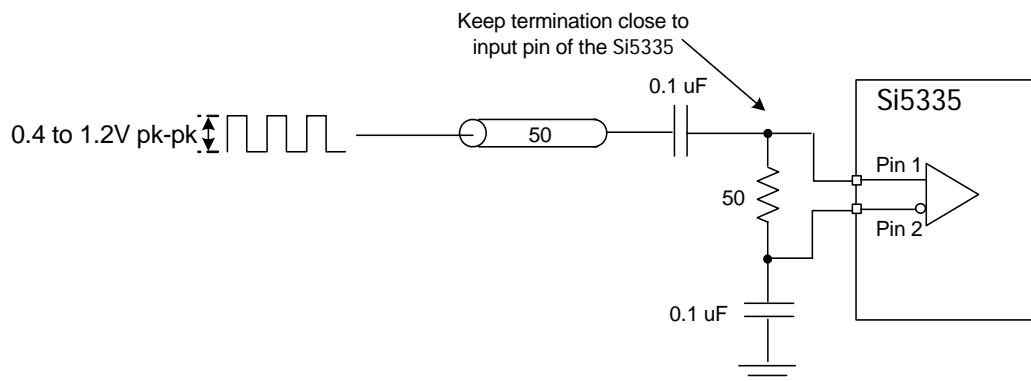 Keep termination close to
input pin of the Si5335
0.1 uF
Si5335
0.4 to 1.2V pk-pk
50
Pin 1
50
Pin 2
0.1 uF